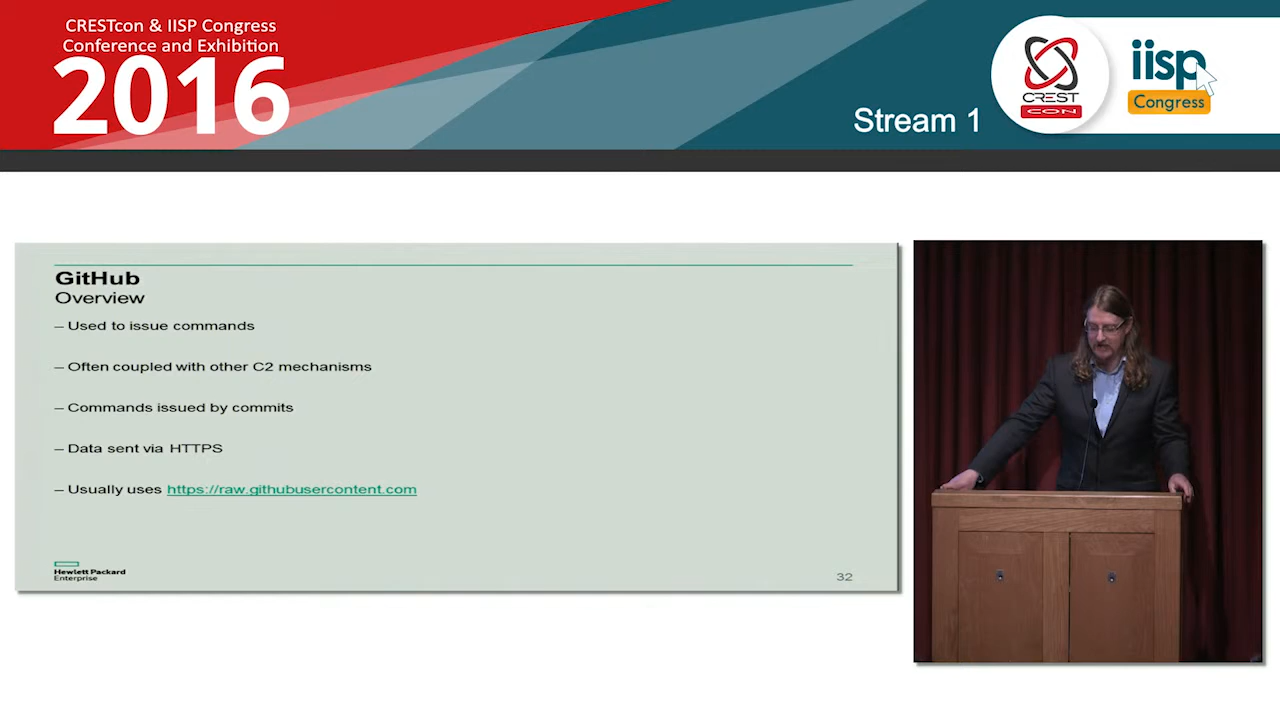 CRESTcon & IISP Congress
Conference and Exhibition
2016
Stream 1
CREST
CON
iisp
Congress
GitHub
Overview
– Used to issue commands
– Often coupled with other C2 mechanisms
– Commands issued by commits
– Data sent via HTTPS
– Usually uses https://raw.githubusercontent.com
Hewlett Packard
Enterprise
32